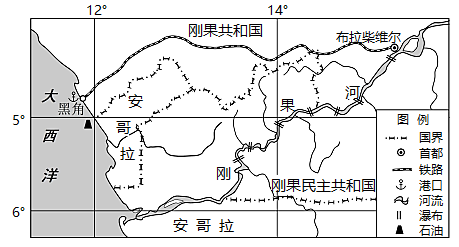 12° 14°
刚果共和国
布拉柴维尔
大西洋
黑角
安哥拉
刚果河
5°
刚果民主共和国
6°
安哥拉
图例
国界
首都
铁路
港口
河流
瀑布
石油